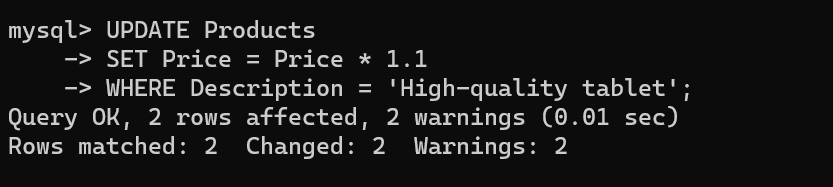 mysql> UPDATE Products
    -> SET Price = Price * 1.1
    -> WHERE Description = 'High-quality tablet';
Query OK, 2 rows affected, 2 warnings (0.01 sec)
Rows matched: 2  Changed: 2  Warnings: 2